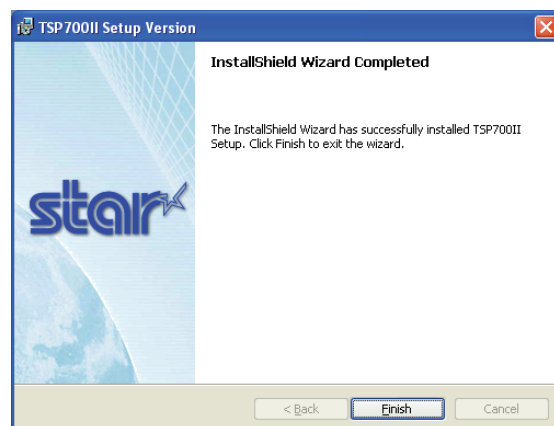 TSP700II Setup Version
InstallShield Wizard Completed
The InstallShield Wizard has successfully installed TSP700II
Setup. Click Finish to exit the wizard.
star
< Back
Finish
Cancel